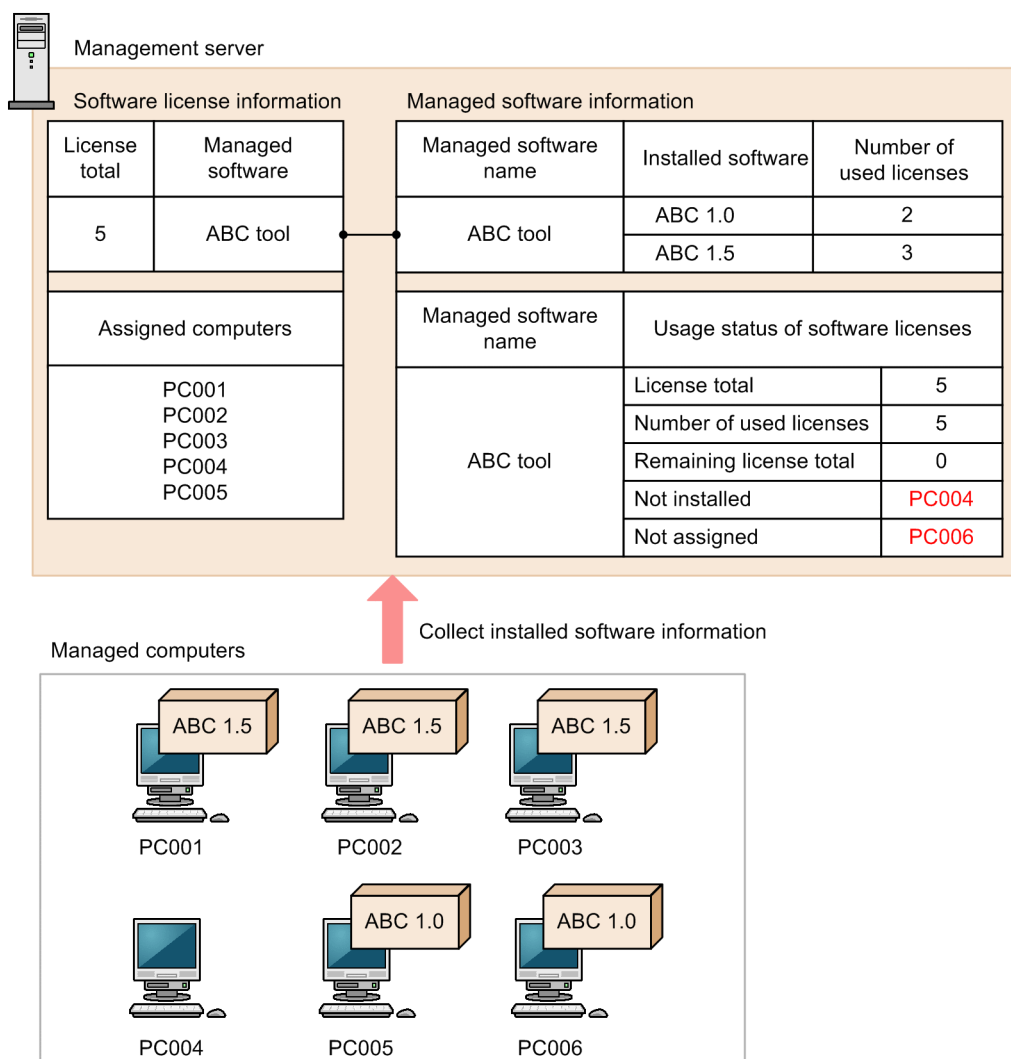 Management server
Software license information
Managed software information
License total
Managed software
5
ABC tool
Assigned computers
PC001
PC002
PC003
PC004
PC005
Managed software name
Installed software
Number of used licenses
ABC tool
ABC 1.0
2
ABC 1.5
3
Managed software name
Usage status of software licenses
ABC tool
License total
5
Number of used licenses
5
Remaining license total
0
Not installed
PC004
Not assigned
PC006
Collect installed software information
Managed computers
ABC 1.5
ABC 1.5
ABC 1.5
PC001
PC002
PC003
ABC 1.0
ABC 1.0
PC004
PC005
PC006